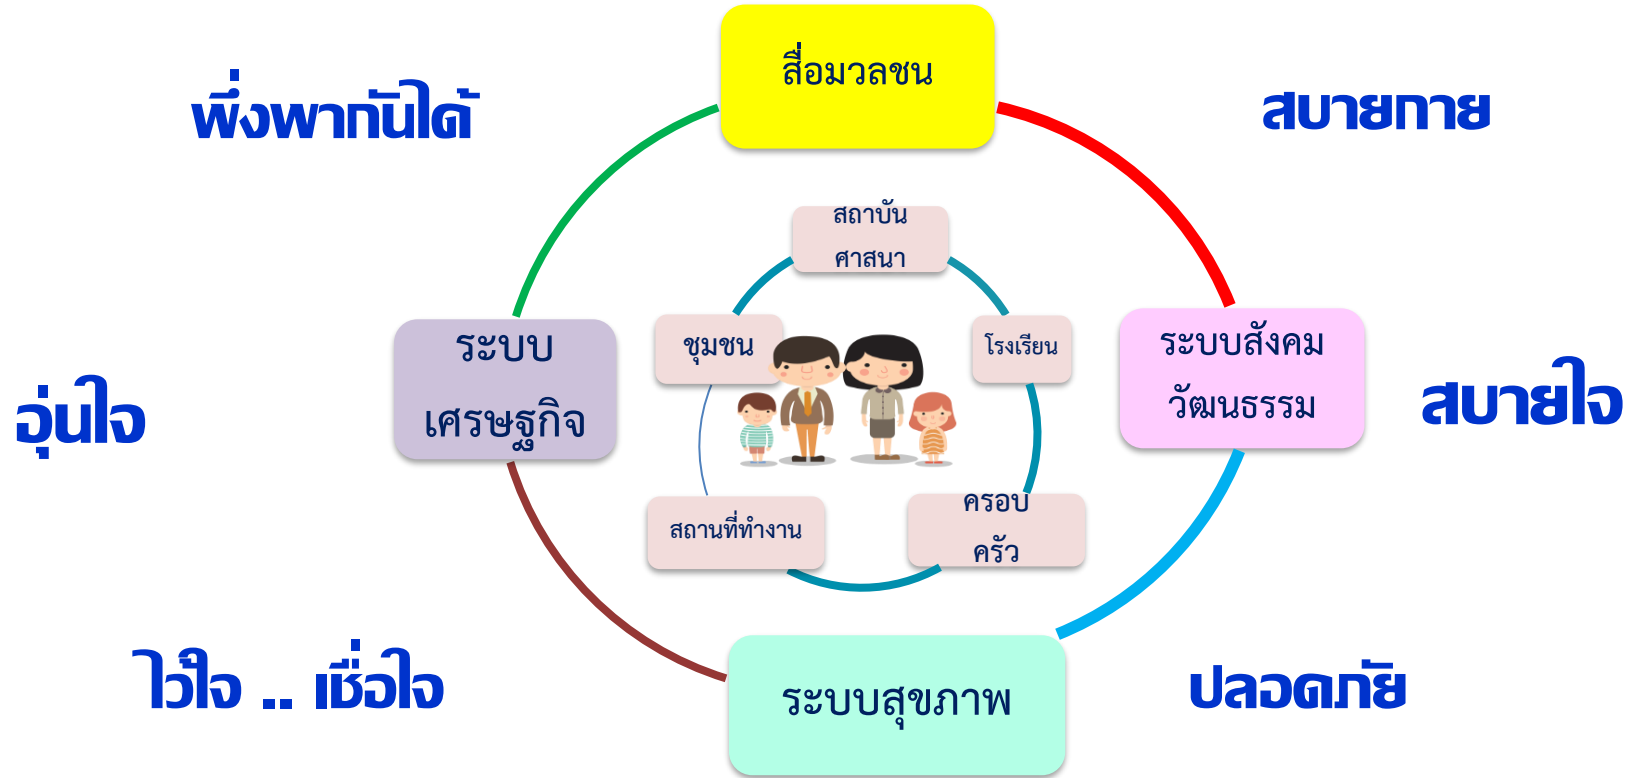 สื่อมวลชน
พึ่งพากันได้
สบายกาย
สถาบัน
ศาสนา
ชุมชน
โรงเรียน
ระบบ
เศรษฐกิจ
ระบบสังคม
วัฒนธรรม
อุ่นใจ
สบายใจ
สถานที่ทำงาน
ครอบ
ครัว
ไว้ใจ .. เชื่อใจ
ระบบสุขภาพ
ปลอดภัย